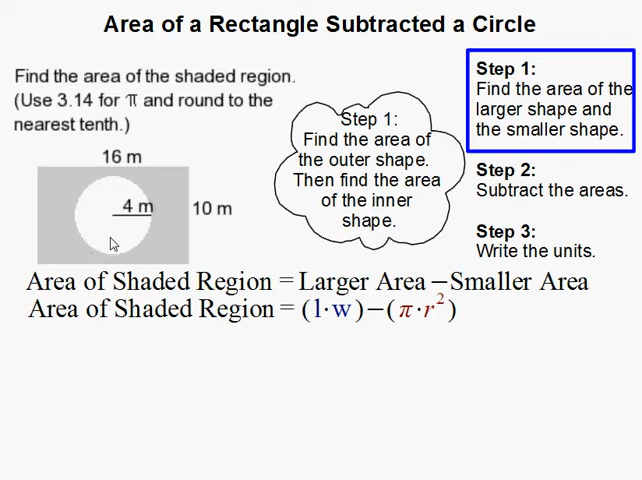 Area of a Rectangle Subtracted a Circle
Find the area of the shaded region.
(Use 3.14 for π and round to the
nearest tenth.)
16 m
4 m
10 m
Step 1:
Find the area of
the outer shape.
Then find the area
of the inner
shape.
Step 1:
Find the area of the
larger shape and
the smaller shape.
Step 2:
Subtract the areas.
Step 3:
Write the units.
Area of Shaded Region = Larger Area − Smaller Area
Area of Shaded Region = (l·w) − (π·r²)